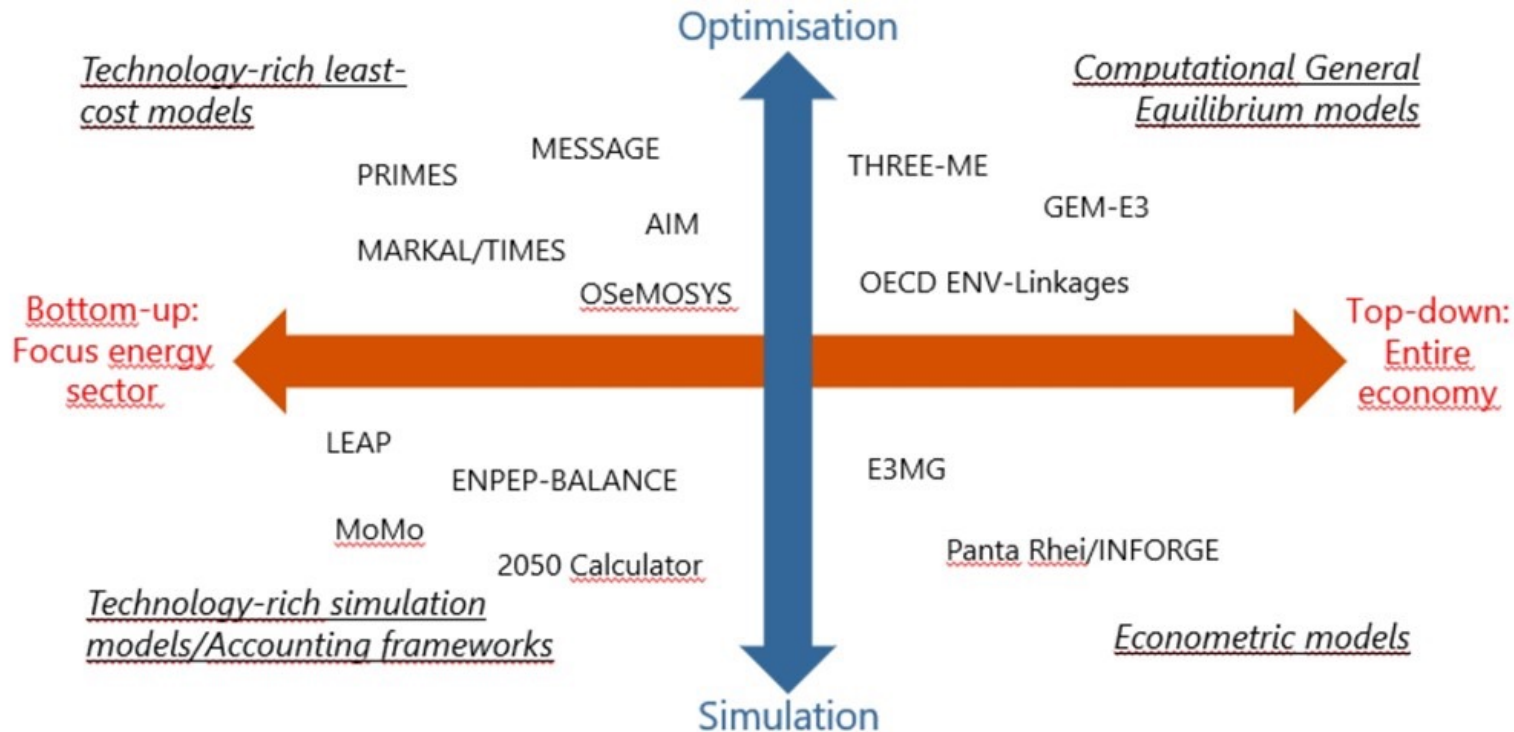 Optimisation
Technology-rich least-
cost models
Computational General
Equilibrium models
MESSAGE
PRIMES
THREE-ME
GEM-E3
AIM
MARKAL/TIMES
OECD ENV-Linkages
OSeMOSYS
Bottom-up:
Focus energy
sector
Top-down:
Entire
economy
LEAP
ENPEP-BALANCE
E3MG
MoMo
Panta Rhei/INFORGE
2050 Calculator
Technology-rich simulation
models/Accounting frameworks
Econometric models
Simulation